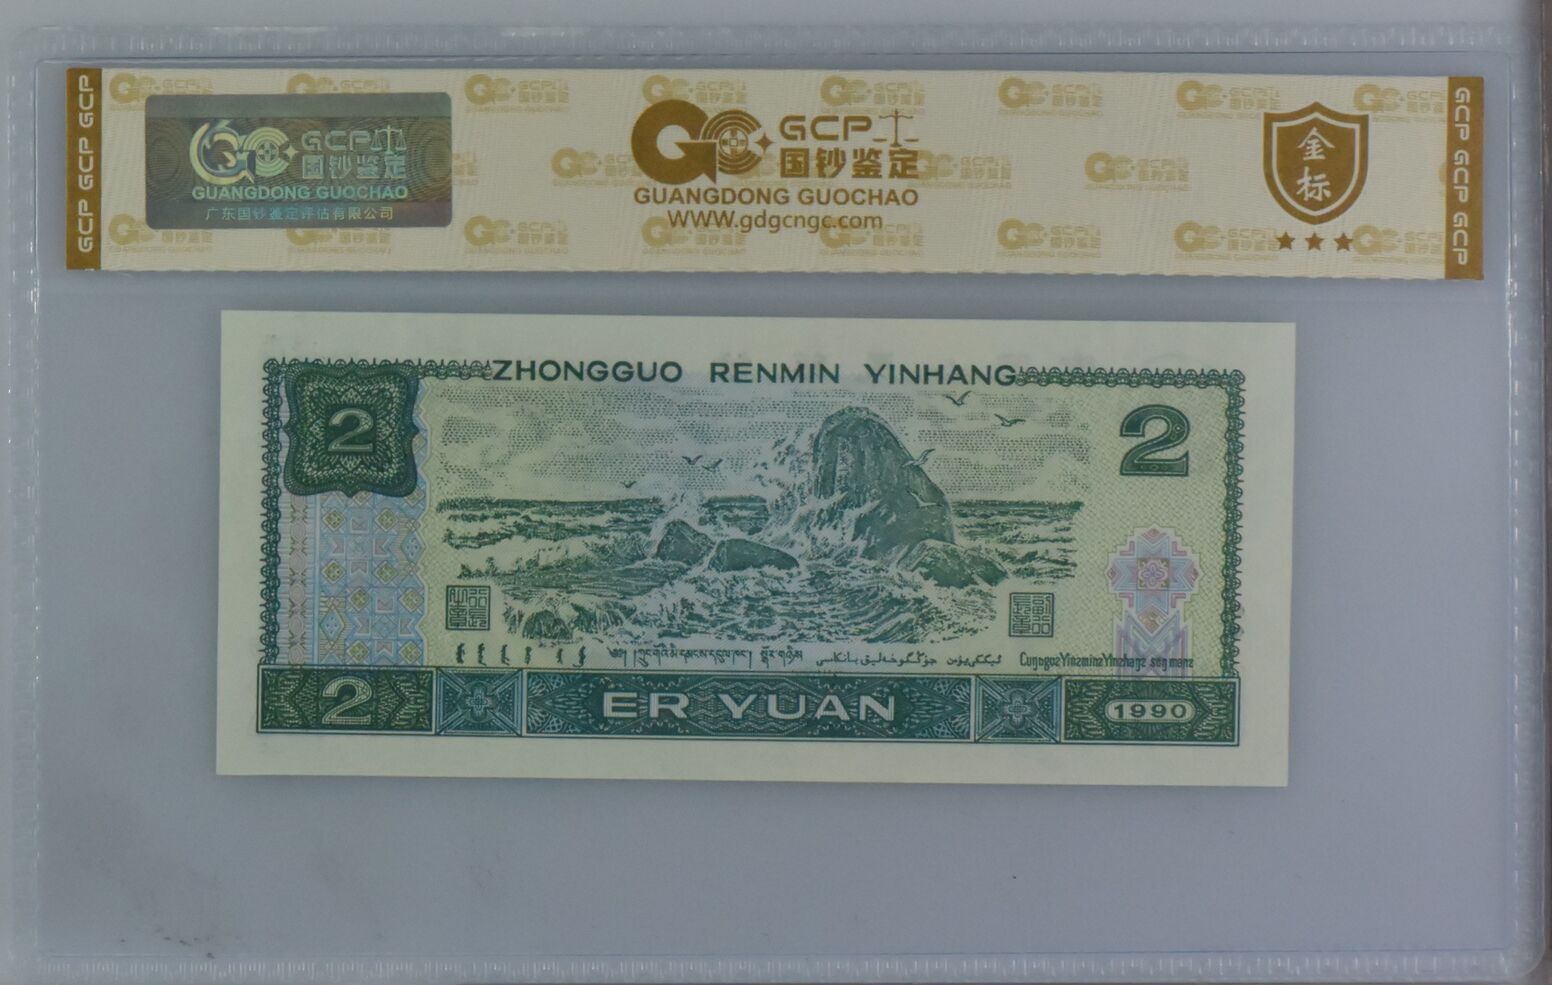 GCP GCP GCP
GCP
国钞鉴定
GUANGDONG GUOCHAO
广东国钞鉴定评估有限公司
GCP
国钞鉴定
GUANGDONG GUOCHAO
WWW.gdgcngc.com
金标
GCP GCP GCP
ZHONGGUO RENMIN YINHANG
2
2
2
ER YUAN
1990